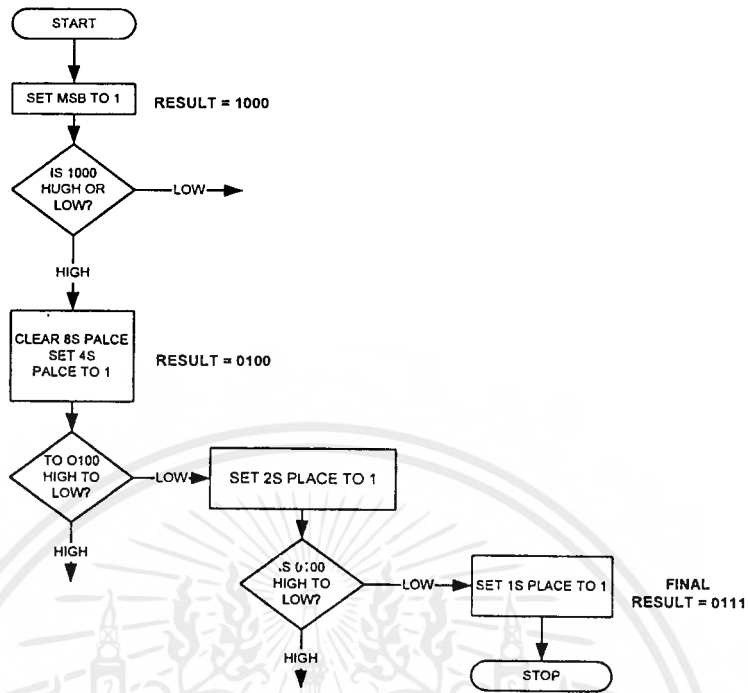 START
SET MSB TO 1
RESULT = 1000
IS 1000
HUGH OR
LOW?
LOW
HIGH
CLEAR 8S PALCE
SET 4S
PALCE TO 1
RESULT = 0100
TO O100
HIGH TO
LOW?
LOW
SET 2S PLACE TO 1
HIGH
IS 0100
HIGH TO
LOW?
LOW
SET 1S PLACE TO 1
FINAL
RESULT = 0111
HIGH
STOP